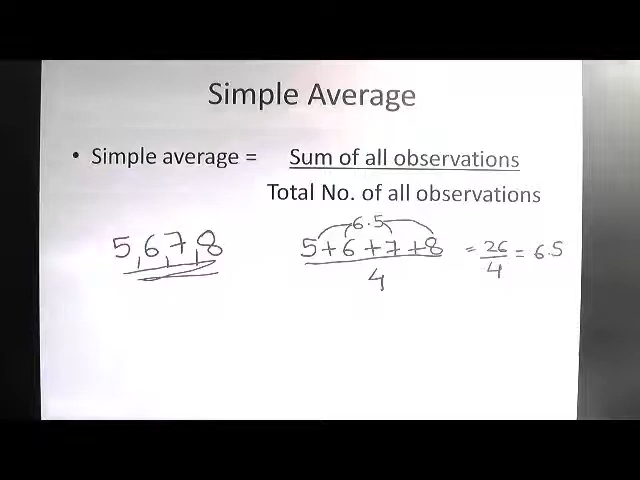 Simple Average
• Simple average = Sum of all observations
Total No. of all observations
6.5
5,6,7,8 5+6+7+8 = 26 = 6.5
4 4